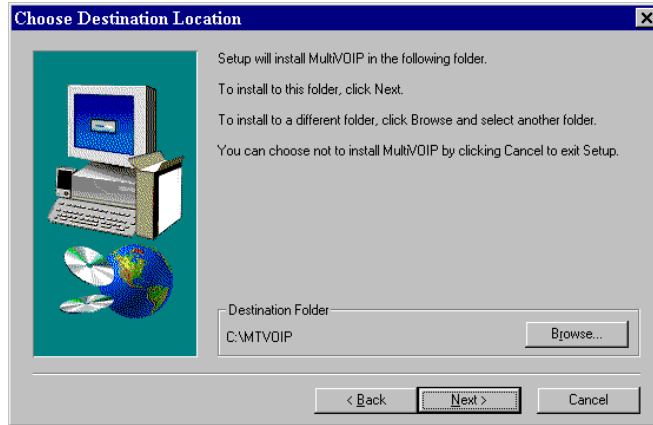 Choose Destination Location
Setup will install MultiVOIP in the following folder.
To install to this folder, click Next.
To install to a different folder, click Browse and select another folder.
You can choose not to install MultiVOIP by clicking Cancel to exit Setup.
Destination Folder
C:\MTVOIP
Browse...
< Back
Next >
Cancel